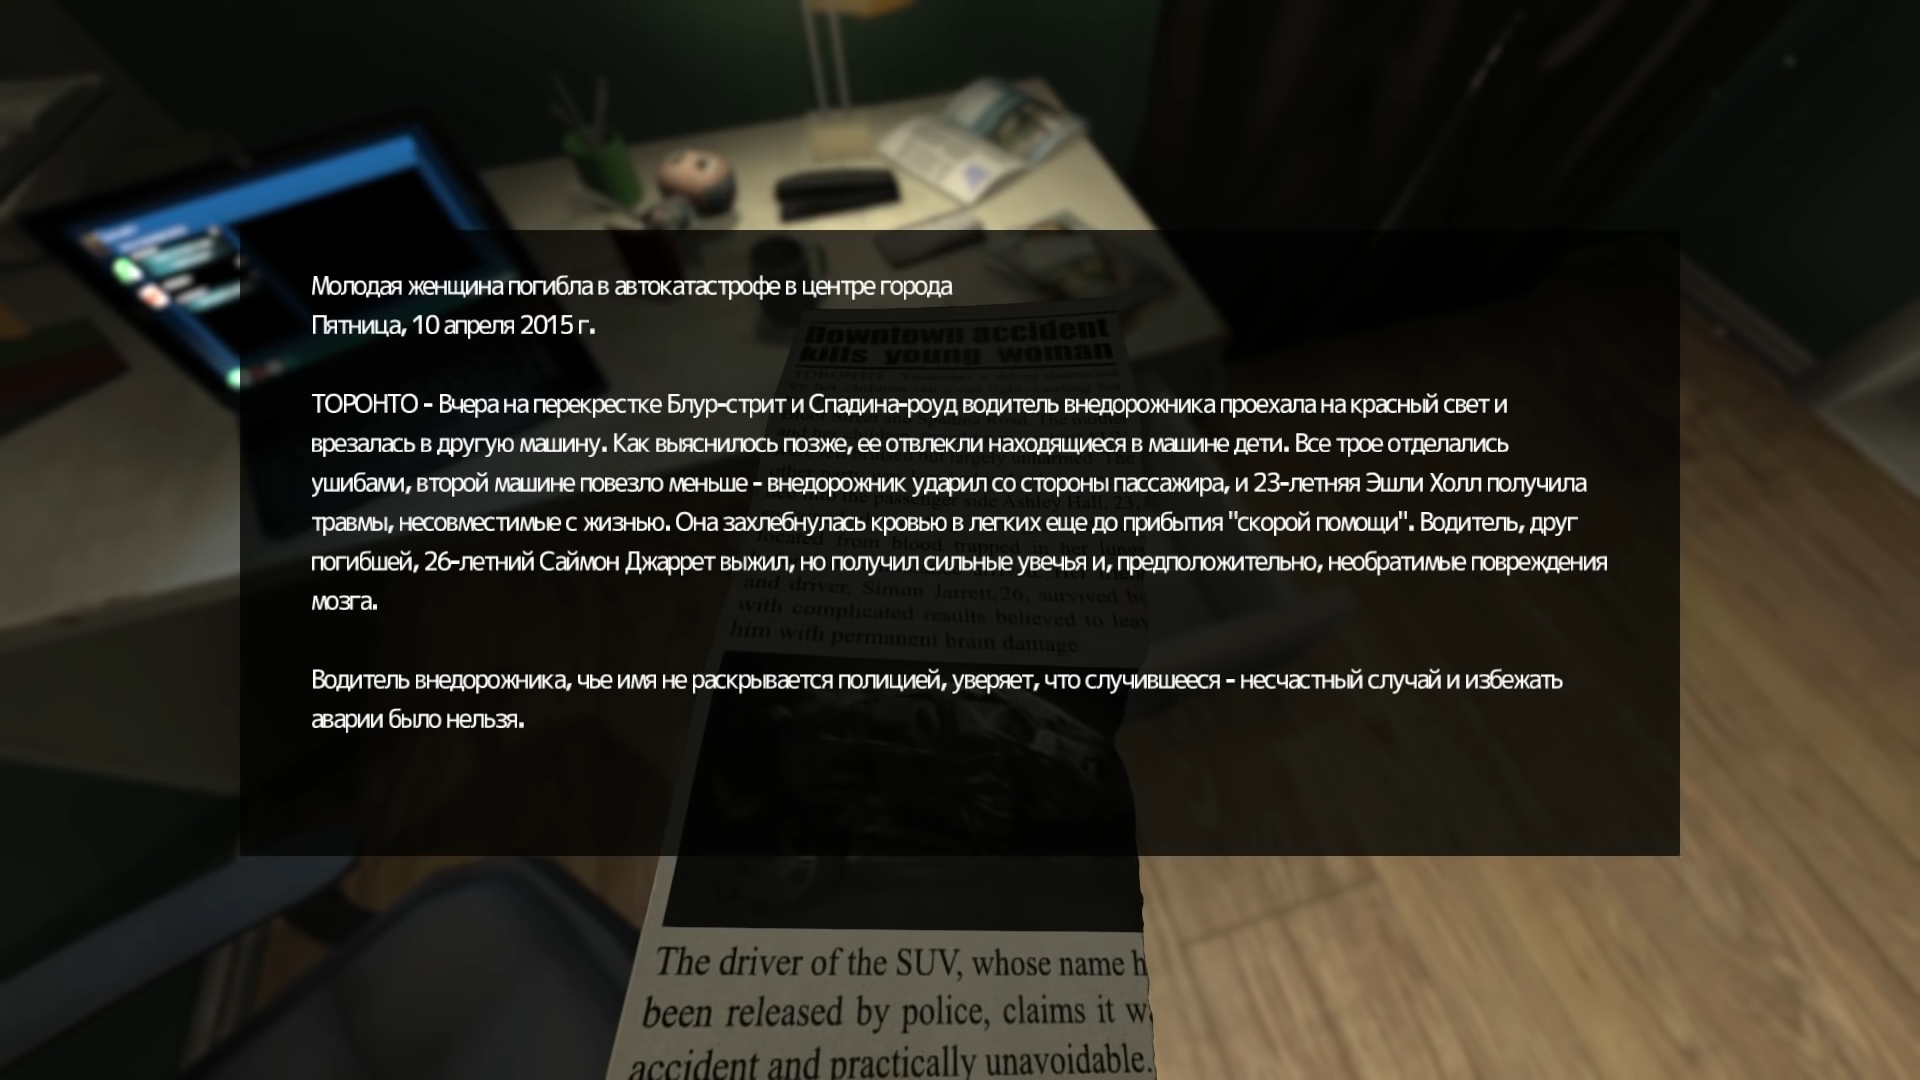 Молодая женщина погибла в автокатастрофе в центре города
Пятница, 10 апреля 2015 г.
ТОРОНТО - Вчера на перекрестке Блур-стрит и Спадина-роуд водитель внедорожника проехала на красный свет и
врезалась в другую машину. Как выяснилось позже, ее отвлекли находящиеся в машине дети. Все трое отделались
ушибами, второй машине повезло меньше - внедорожник ударил со стороны пассажира, и 23-летняя Эшли Холл получила
травмы, несовместимые с жизнью. Она захлебнулась кровью в легких еще до прибытия "скорой помощи". Водитель, друг
погибшей, 26-летний Саймон Джаррет выжил, но получил сильные увечья и, предположительно, необратимые повреждения
мозга.
Водитель внедорожника, чье имя не раскрывается полицией, уверяет, что случившееся - несчастный случай и избежать
аварии было нельзя.
Downtown accident
kills young woman
and driver, Simon Jarrett, 26, survived
with complicated results believed to
him with permanent brain damage.
The driver of the SUV, whose name h
been released by police, claims it w
accident and practically unavoidable.